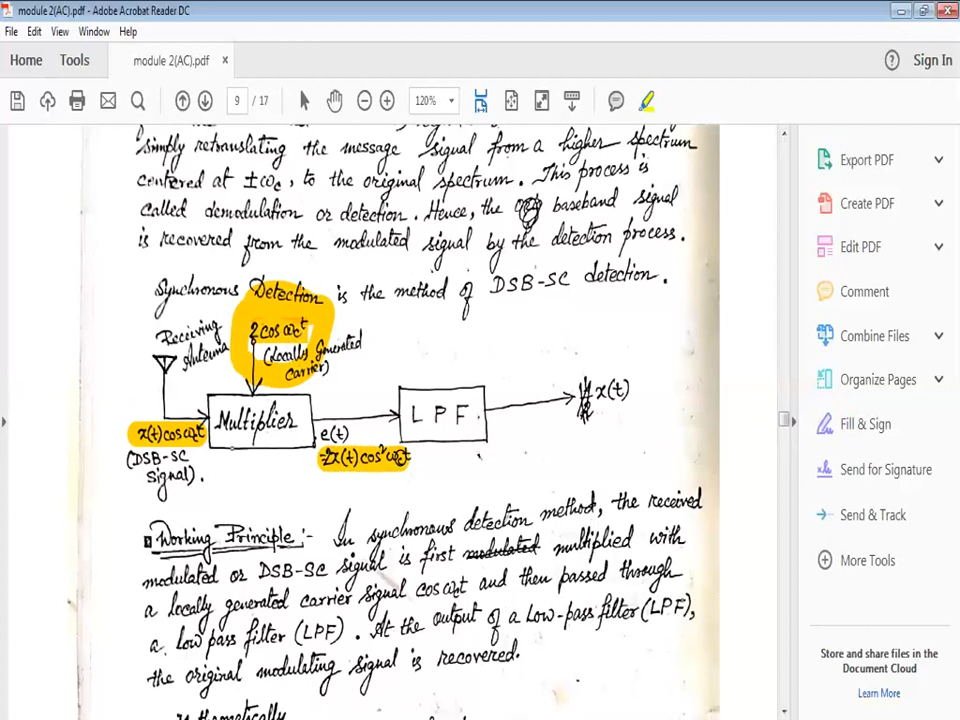 module 2(AC).pdf - Adobe Acrobat Reader DC
File Edit View Window Help
Home Tools module 2(AC).pdf × Sign In
9 / 17 120%
simply retranslating the message signal from a higher spectrum
centered at ±ωc, to the original spectrum. This process is
called demodulation or detection. Hence, the baseband signal
is recovered from the modulated signal by the detection process.
Synchronous Detection is the method of DSB-SC detection.
Receiving
Antenna
2 cos ωct
(Locally Generated
Carrier)
Multiplier
L P F
x(t)
x(t) cos ωct
(DSB-SC
Signal).
e(t)
2x(t) cos² ωct
Working Principle :- In synchronous detection method, the received
modulated or DSB-SC signal is first modulated multiplied with
a locally generated carrier signal cos ωct and then passed through
a low pass filter (LPF). At the output of a Low-pass filter (LPF),
the original modulating signal is recovered.
Export PDF
Create PDF
Edit PDF
Comment
Combine Files
Organize Pages
Fill & Sign
Send for Signature
Send & Track
More Tools
Store and share files in the
Document Cloud
Learn More